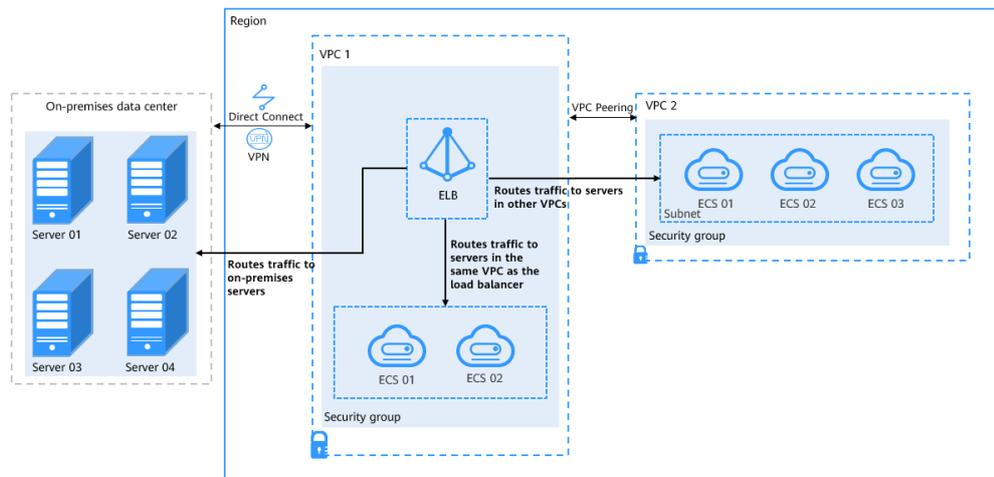 Region
VPC 1
On-premises data center
Direct Connect
VPN
VPN
VPC Peering
VPC 2
ELB
Routes traffic to servers
in other VPCs
ECS 01
ECS 02
ECS 03
Subnet
Security group
Server 01
Server 02
Routes traffic to
servers in the
same VPC as the
load balancer
Routes traffic to
on-premises
servers
Server 03
Server 04
ECS 01
ECS 02
Security group